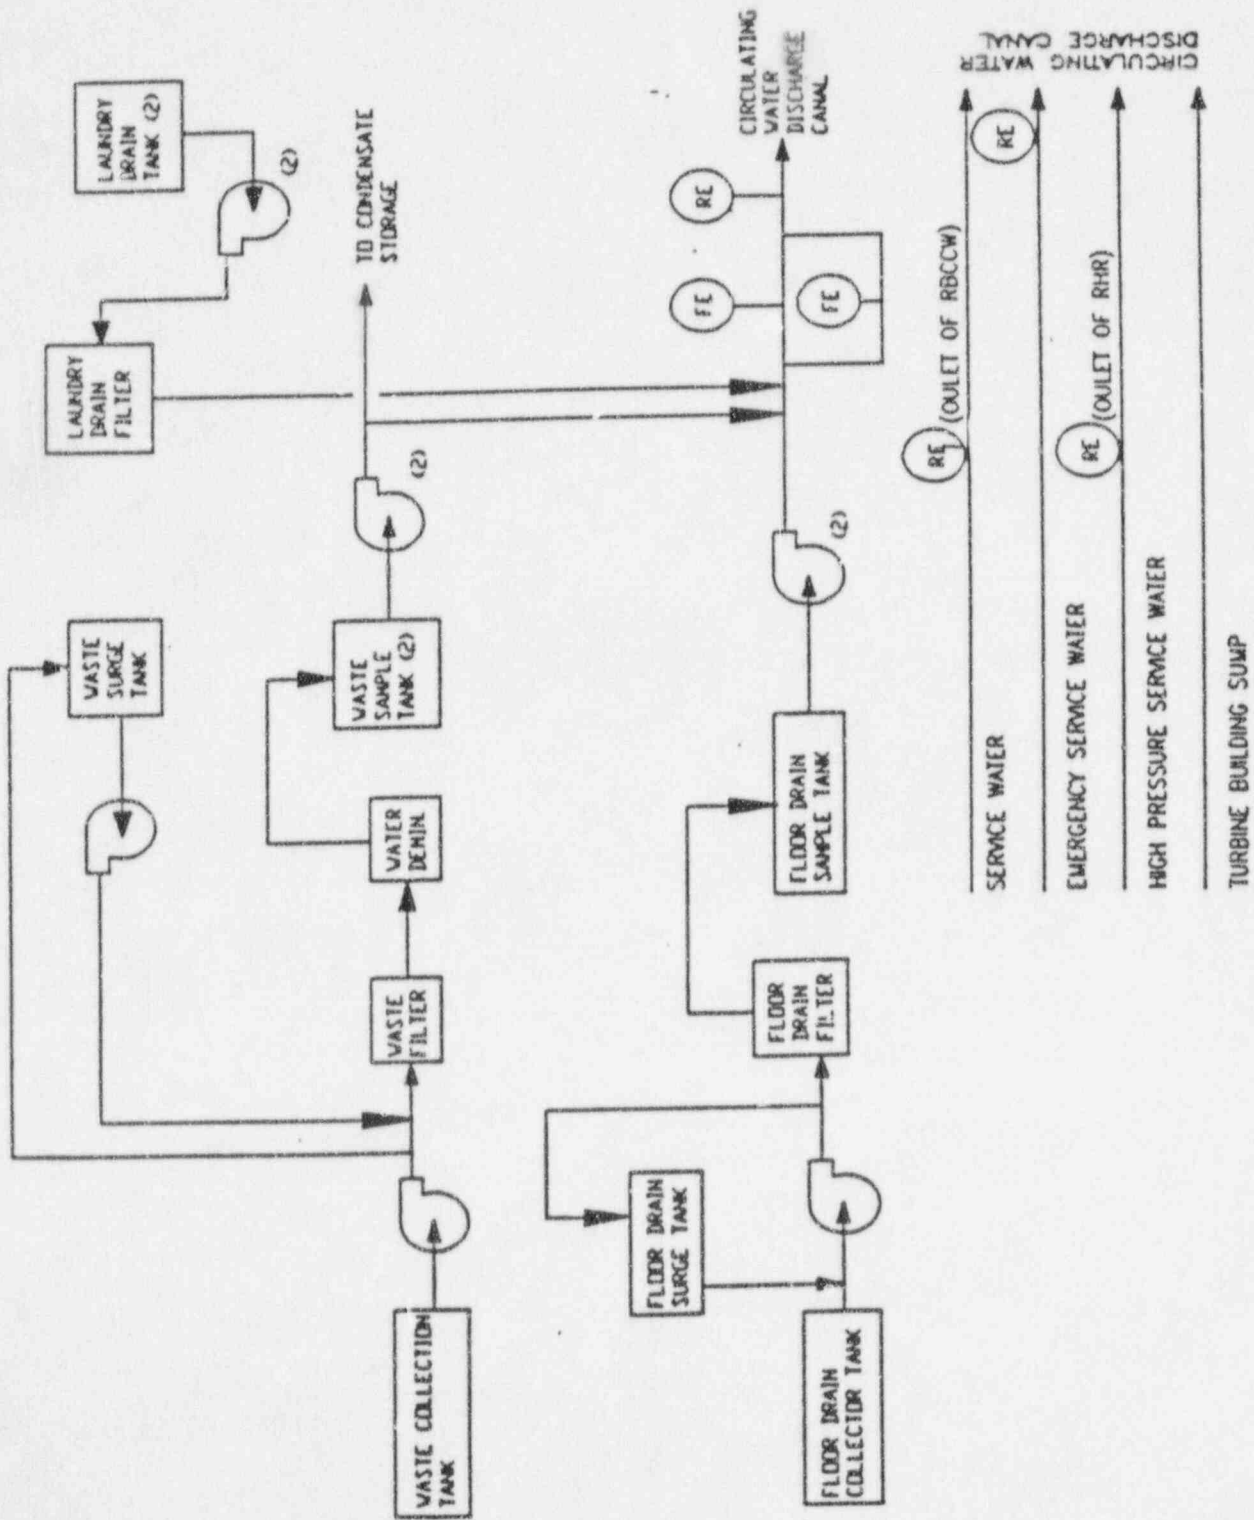 LAUNDRY
DRAIN
TANK (2)
(2)
LAUNDRY
DRAIN
FILTER
WASTE
SURGE
TANK
TO CONDENSATE
STORAGE
(2)
WASTE
SAMPLE
TANK (2)
WATER
DEMIN.
WASTE
FILTER
WASTE COLLECTION
TANK
CIRCULATING
WATER
DISCHARGE
CANAL
RE
FE
FE
(2)
FLOOR DRAIN
SAMPLE TANK
FLOOR
DRAIN
FILTER
FLOOR DRAIN
SURGE TANK
FLOOR DRAIN
COLLECTOR TANK
CIRCULATING WATER
DISCHARGE CANAL
RE
RE (OULET OF RBCCW)
SERVICE WATER
RE (OULET OF RHR)
EMERGENCY SERVICE WATER
HIGH PRESSURE SERVICE WATER
TURBINE BUILDING SUMP